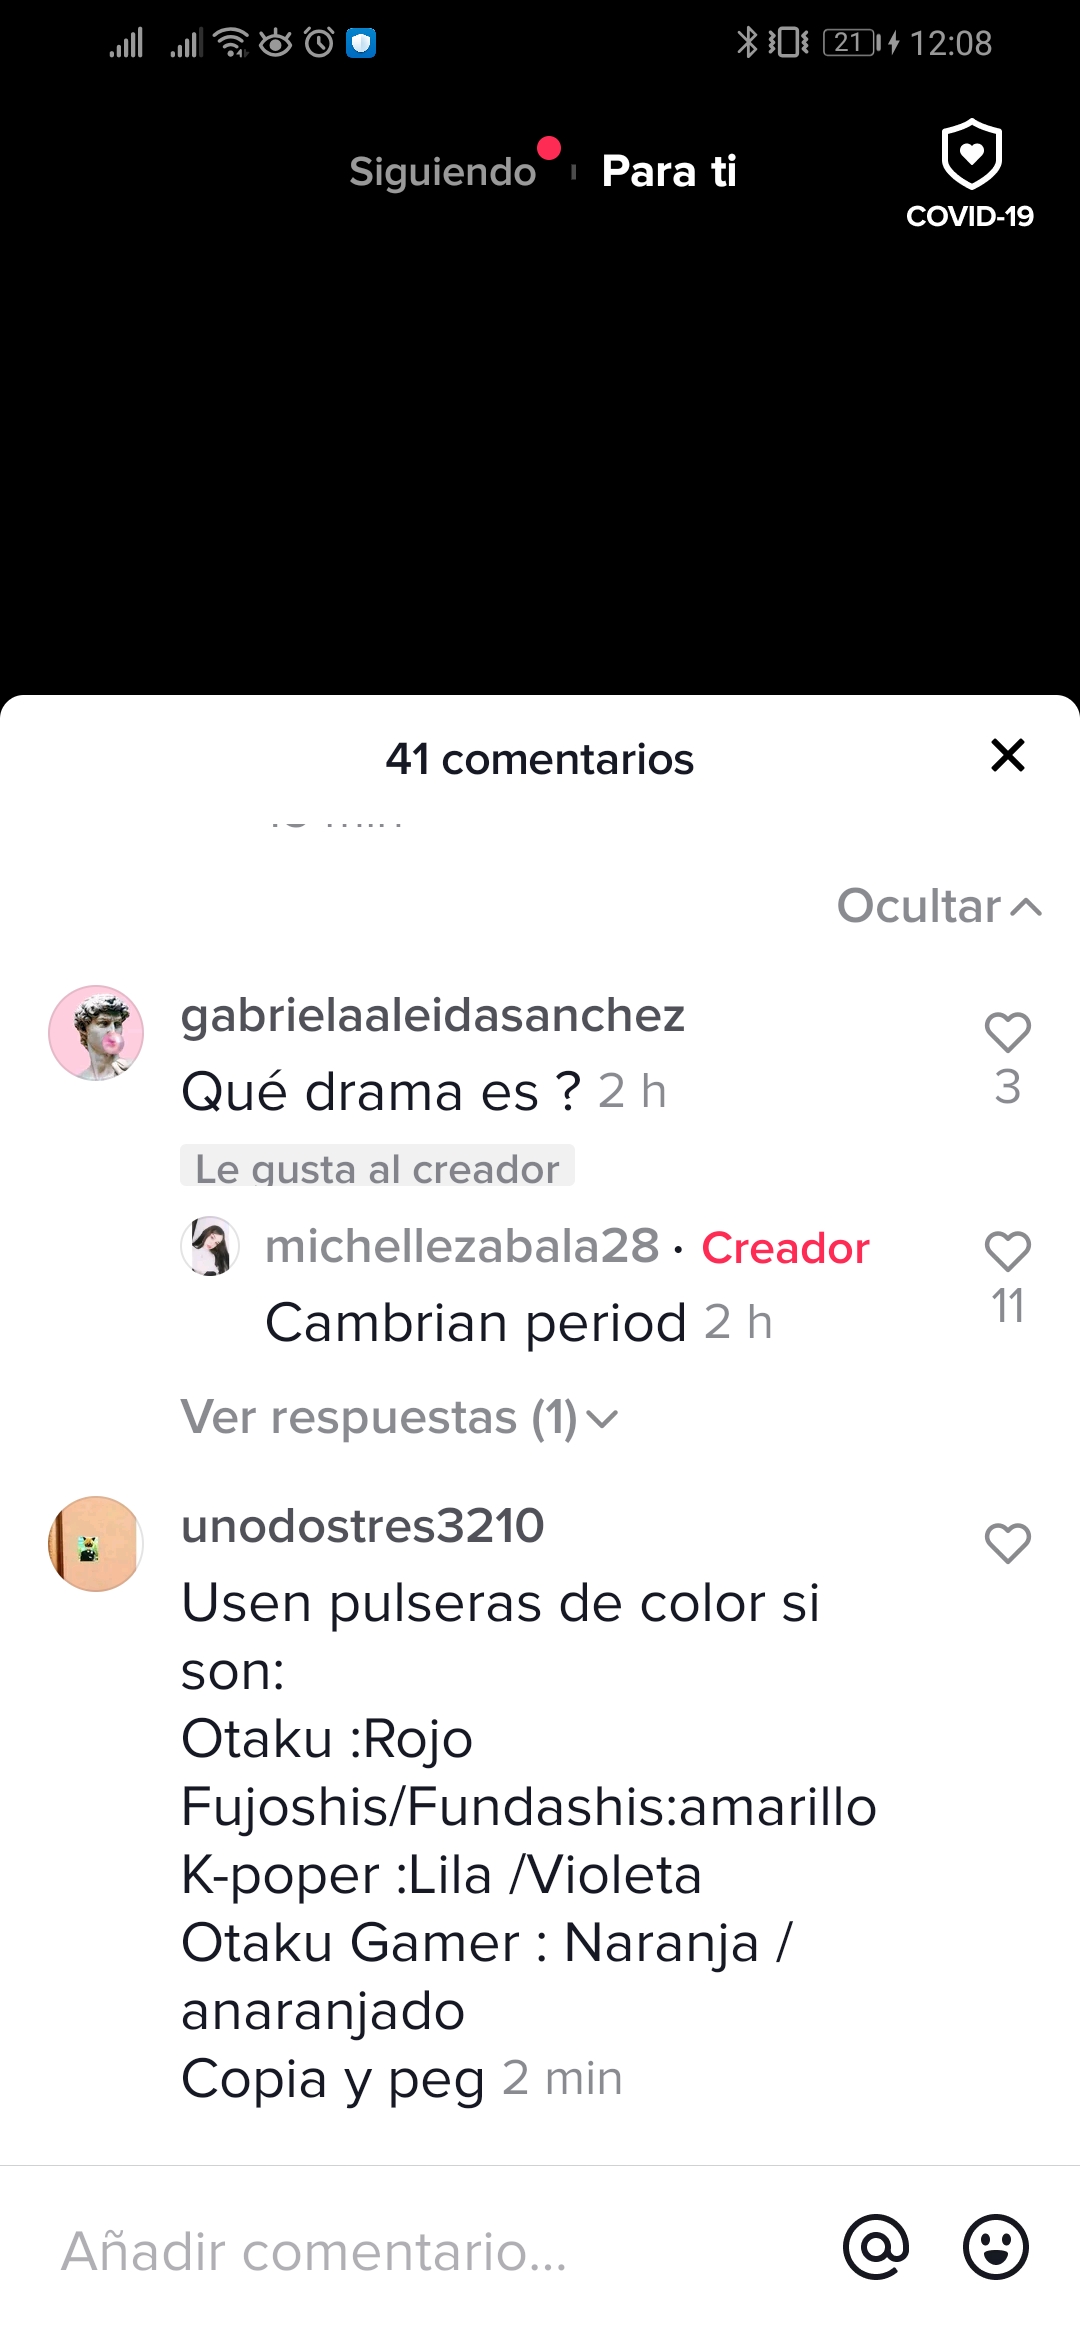 21 12:08
Siguiendo Para ti
COVID-19
41 comentarios
Ocultar
gabrielaaleidasanchez
Qué drama es ? 2 h
3
Le gusta al creador
michellezabala28 · Creador
Cambrian period 2 h
11
Ver respuestas (1)
unodostres3210
Usen pulseras de color si
son:
Otaku :Rojo
Fujoshis/Fundashis:amarillo
K-poper :Lila /Violeta
Otaku Gamer : Naranja /
anaranjado
Copia y peg 2 min
Añadir comentario...